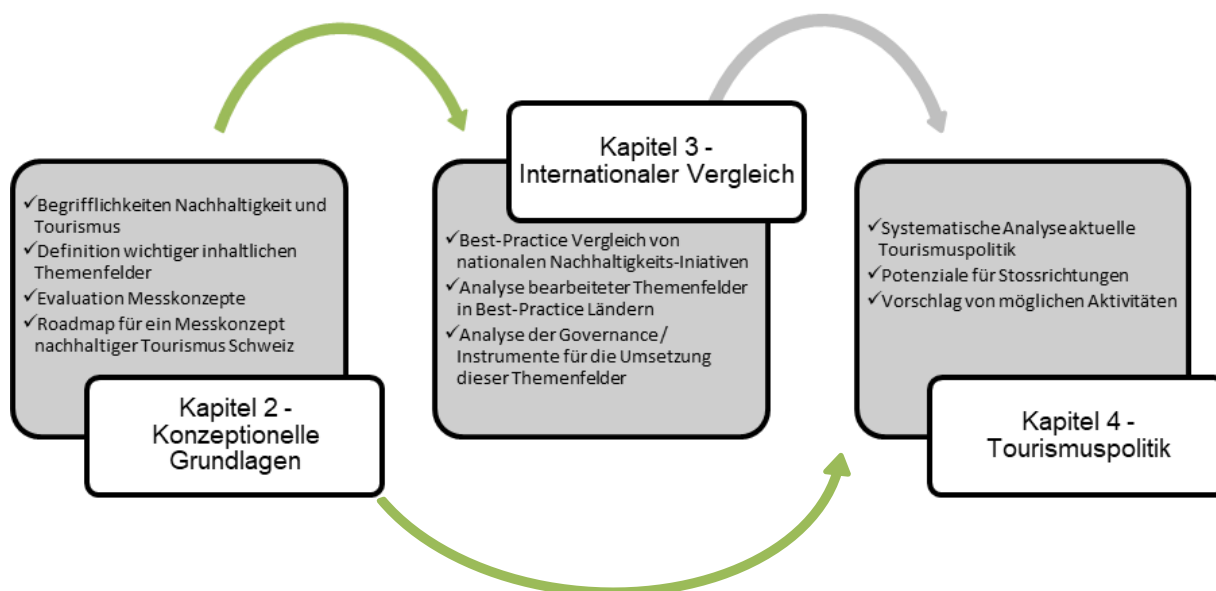 ✓Begrifflichkeiten Nachhaltigkeit und
Tourismus
✓Definition wichtiger inhaltlichen
Themenfelder
✓Evaluation Messkonzepte
✓Roadmap für ein Messkonzept
nachhaltiger Tourismus Schweiz
Kapitel 2 -
Konzeptionelle
Grundlagen
Kapitel 3 -
Internationaler Vergleich
✓Best-Practice Vergleich von
nationalen Nachhaltigkeits-Iniativen
✓Analyse bearbeiteter Themenfelder
in Best-Practice Ländern
✓Analyse der Governance/
Instrumente für die Umsetzung
dieser Themenfelder
✓Systematische Analyse aktuelle
Tourismuspolitik
✓Potenziale für Stossrichtungen
✓Vorschlag von möglichen Aktivitäten
Kapitel 4 -
Tourismuspolitik